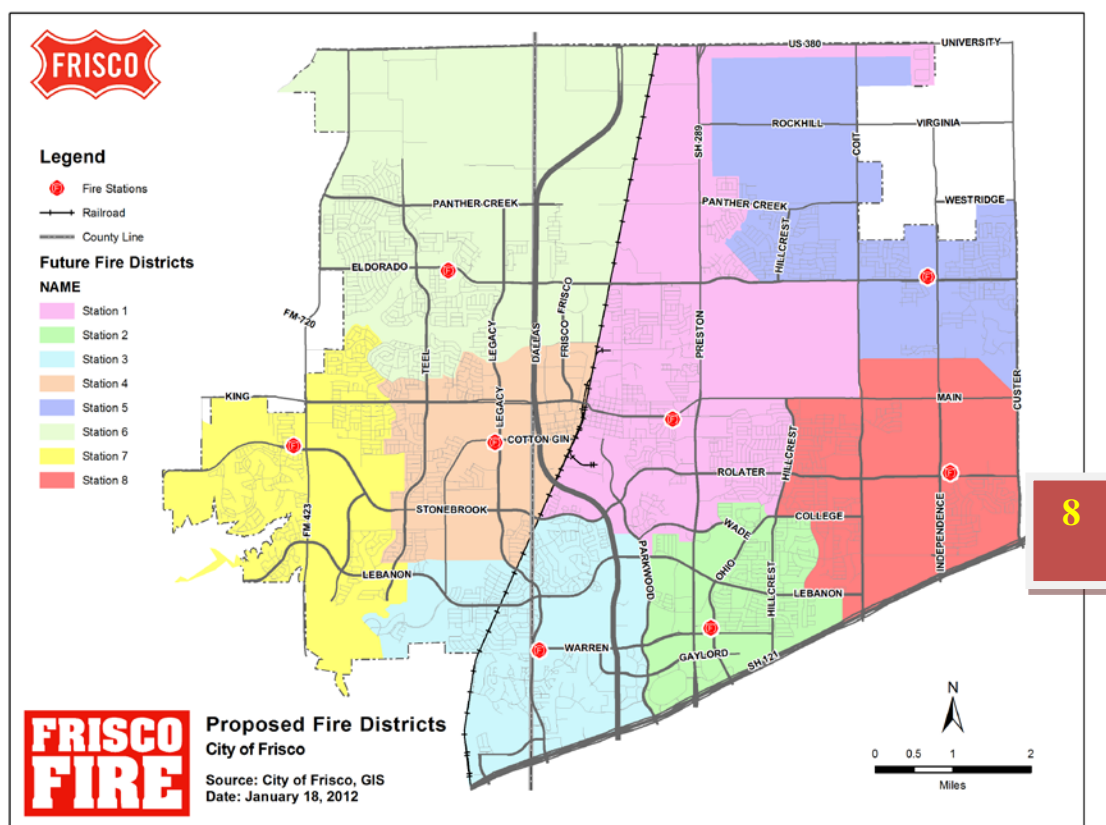 FRISCO
Legend
Fire Stations
Railroad
County Line
Future Fire Districts
NAME
Station 1
Station 2
Station 3
Station 4
Station 5
Station 6
Station 7
Station 8
US-380
UNIVERSITY
ROCKHILL
VIRGINIA
SH-289
COIT
PANTHER CREEK
PANTHER CREEK
WESTRIDGE
HILLCREST
ELDORADO
FM-720
TEEL
LEGACY
DALLAS
FRISCO
FRISCO
PRESTON
KING
MAIN
CUSTER
LEGACY
COTTON GIN
HILLCREST
ROLATER
STONEBROOK
COLLEGE
WADE
FM 423
INDEPENDENCE
LEBANON
PARKWOOD
OHIO
HILLCREST
LEBANON
WARREN
GAYLORD
SH-121
8
FRISCO
FIRE
Proposed Fire Districts
City of Frisco
Source: City of Frisco, GIS
Date: January 18, 2012
N
0 0.5 1 2
Miles